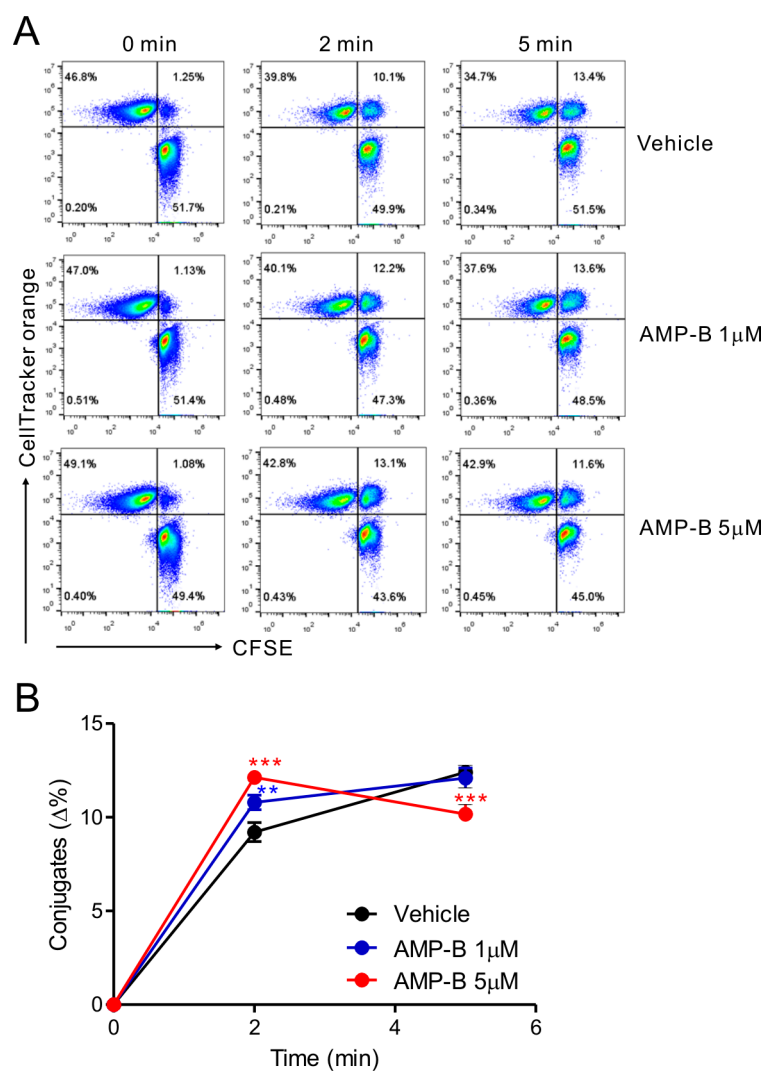 A
0 min 2 min 5 min
46.8% 1.25% 39.8% 10.1% 34.7% 13.4%
Vehicle
0.20% 51.7% 0.21% 49.9% 0.34% 51.5%
47.0% 1.13% 40.1% 12.2% 37.6% 13.6%
AMP-B 1μM
0.51% 51.4% 0.48% 47.3% 0.36% 48.5%
49.1% 1.08% 42.8% 13.1% 42.9% 11.6%
AMP-B 5μM
0.40% 49.4% 0.43% 43.6% 0.45% 45.0%
CellTracker orange
CFSE
B
15
10
5
0
Conjugates (Δ%)
***
**
***
Vehicle
AMP-B 1μM
AMP-B 5μM
0 2 4 6
Time (min)